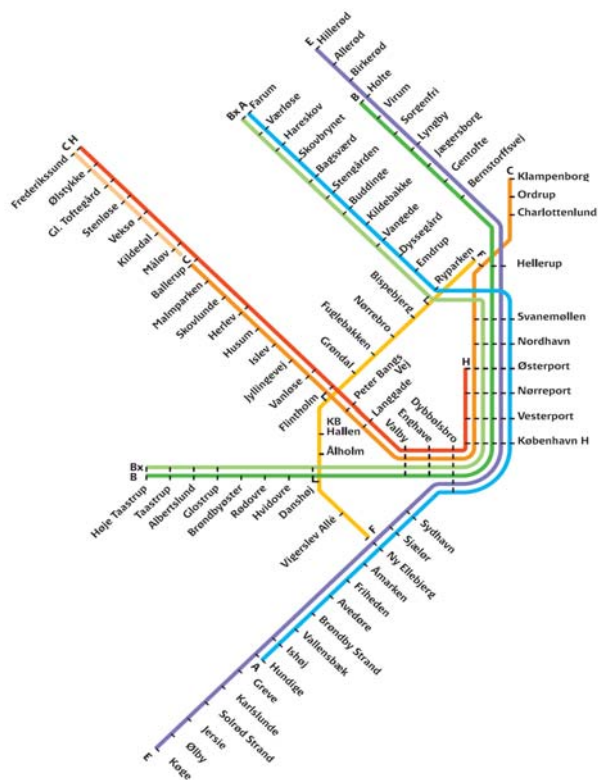 E
Hillerød
Allerød
Birkerød
Holte
B
Virum
Sorgenfri
Lyngby
Jægersborg
Gentofte
Bernstorffsvej
Bx A
Farum
Værløse
Hareskov
Skovbrynet
Bagsværd
Stengården
Buddinge
Kildebakke
Vangede
Dyssegård
Emdrup
Ryparken
F
C
Klampenborg
Ordrup
Charlottenlund
Hellerup
Svanemøllen
Nordhavn
H
Østerport
Nørreport
Vesterport
København H
C H
Frederikssund
Ølstykke
Gl. Toftegård
Stenløse
Veksø
Kildedal
Måløv
C
Ballerup
Malmparken
Skovlunde
Herlev
Husum
Islev
Jyllingevej
Vanløse
Flintholm
Peter Bangs
Vej
Langgade
Valby
Enghave
Dybbølsbro
Bispebjerg
Nørrebro
Fuglebakken
Grøndal
KB
Hallen
Ålholm
Bx
B
Høje Taastrup
Taastrup
Albertslund
Glostrup
Brøndbyøster
Rødovre
Hvidovre
Danshøj
Vigerslev Allé
F
Sydhavn
Sjælør
Ny Ellebjerg
Åmarken
Friheden
Avedøre
Brøndby Strand
Vallensbæk
Ishøj
A
Hundige
Greve
Karlslunde
Solrød Strand
Jersie
Ølby
E
Køge